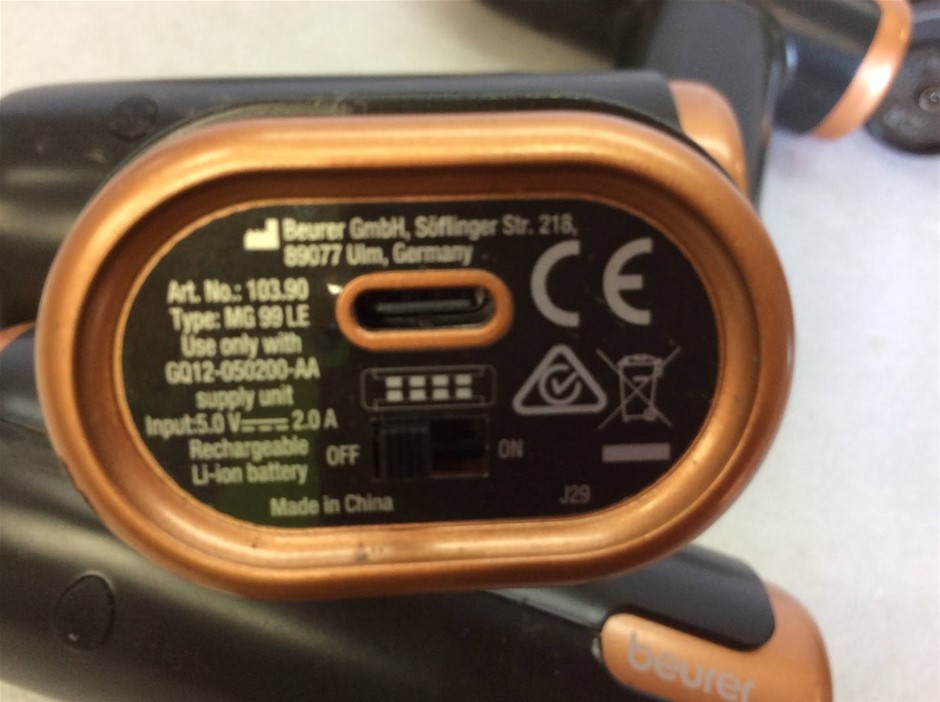 Beurer GmbH, Söflinger Str. 218,
89077 Ulm, Germany
Art. No.: 103.90
Type: MG 99 LE
Use only with
GQ12-050200-AA
supply unit
Input:5.0 V⎓2.0 A
Rechargeable
Li-ion battery
Made in China
CE
OFF
ON
J29
beurer